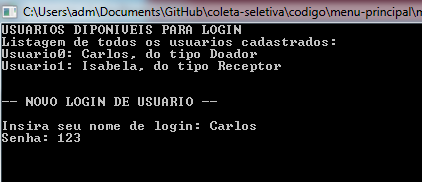 C:\Users\adm\Documents\GitHub\coleta-seletiva\codigo\menu-principal\
USUARIOS DIPONIVEIS PARA LOGIN
Listagem de todos os usuarios cadastrados:
Usuario0: Carlos, do tipo Doador
Usuario1: Isabela, do tipo Receptor
-- NOVO LOGIN DE USUARIO --
Insira seu nome de login: Carlos
Senha: 123